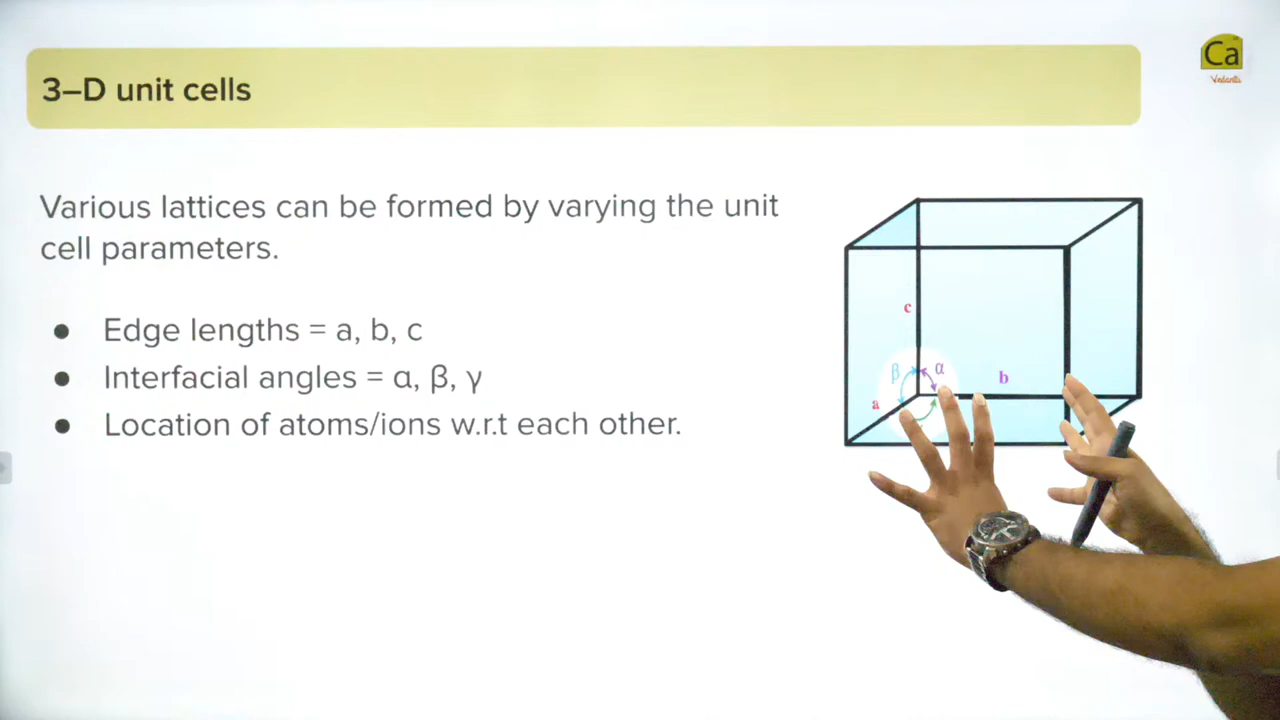 3–D unit cells
Ca
Vedantu
Various lattices can be formed by varying the unit
cell parameters.
● Edge lengths = a, b, c
● Interfacial angles = α, β, γ
● Location of atoms/ions w.r.t each other.
c
β
α
b
a